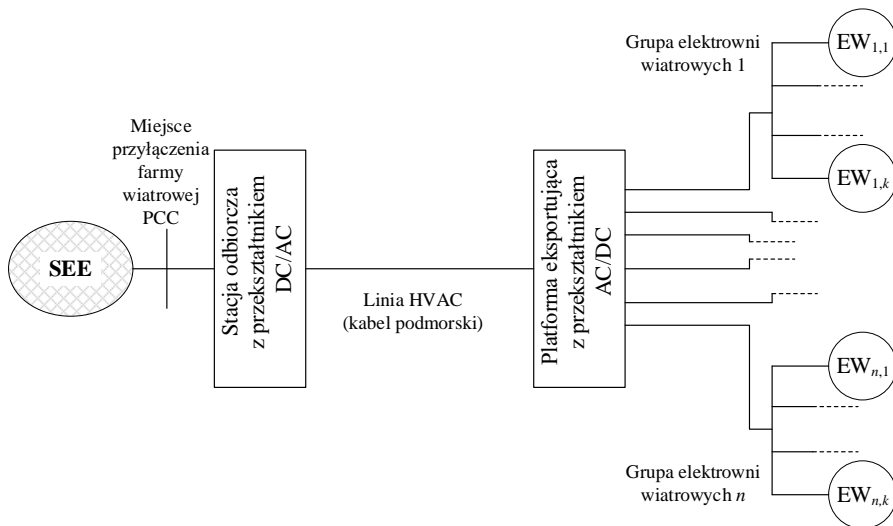 Grupa elektrowni
wiatrowych 1
EW1,1
EW1,k
Miejsce
przyłączenia
farmy
wiatrowej
PCC
SEE
Stacja odbiorcza
z przekształtnikiem
DC/AC
Linia HVAC
(kabel podmorski)
Platforma eksportująca
z przekształtnikiem
AC/DC
EWn,1
Grupa elektrowni
wiatrowych n
EWn,k